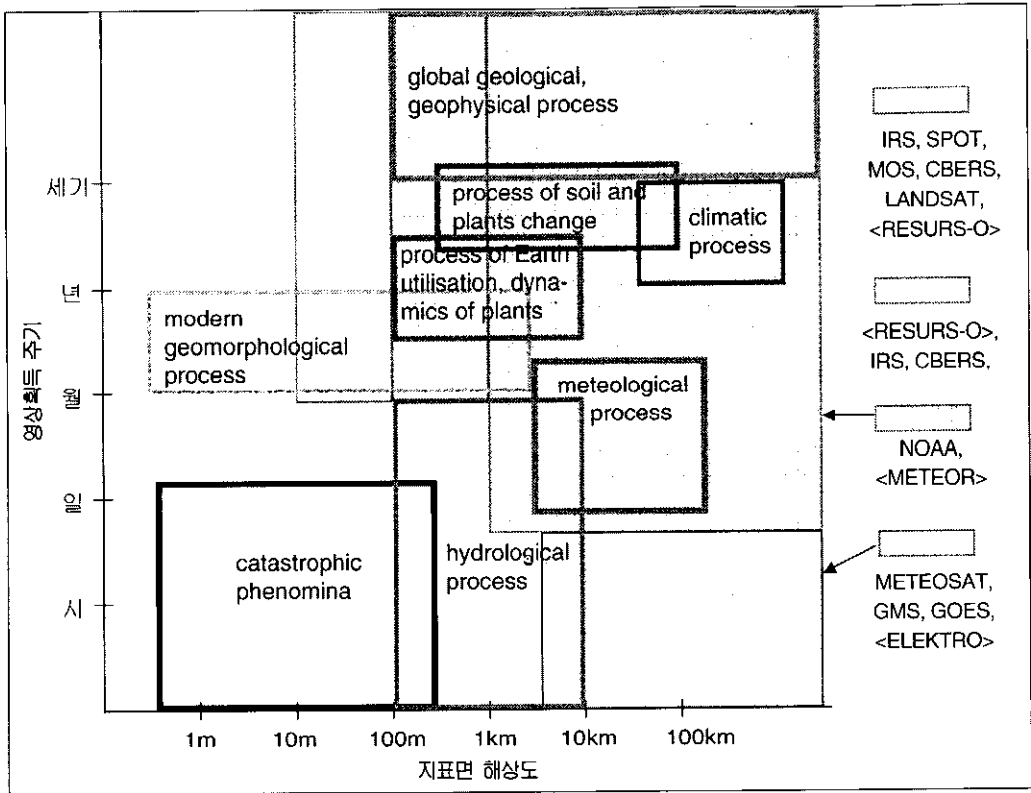 global geological,
geophysical process
process of soil and
plants change
climatic
process
process of Earth
utilisation, dyna-
mics of plants
modern
geomorphological
process
meteological
process
catastrophic
phenomina
hydrological
process
영상획득 주기
세기
년
월
일
시
1m 10m 100m 1km 10km 100km
지표면 해상도
IRS, SPOT,
MOS, CBERS,
LANDSAT,
<RESURS-O>
<RESURS-O>,
IRS, CBERS,
NOAA,
<METEOR>
METEOSAT,
GMS, GOES,
<ELEKTRO>